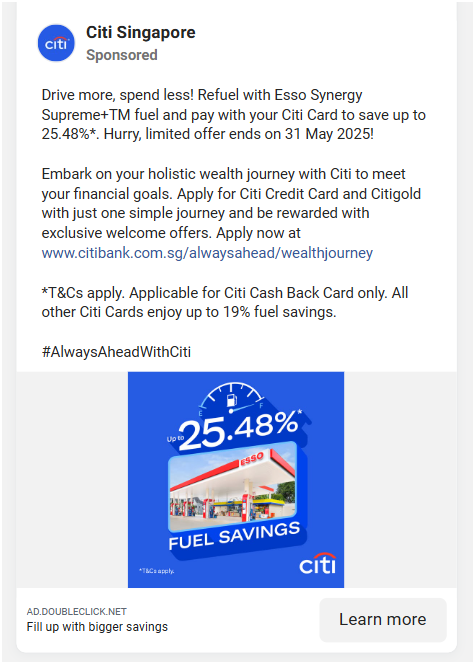 Citi Singapore
citi
Sponsored
Drive more, spend less! Refuel with Esso Synergy
Supreme+TM fuel and pay with your Citi Card to save up to
25.48%*. Hurry, limited offer ends on 31 May 2025!
Embark on your holistic wealth journey with Citi to meet
your financial goals. Apply for Citi Credit Card and Citigold
with just one simple journey and be rewarded with
exclusive welcome offers. Apply now at
www.citibank.com.sg/alwaysahead/wealthjourney
*T&Cs apply. Applicable for Citi Cash Back Card only. All
other Citi Cards enjoy up to 19% fuel savings.
#AlwaysAheadWithCiti
E F
Up to 25.48%*
ESSO
FUEL SAVINGS
*T&Cs apply.
citi
AD.DOUBLECLICK.NET
Fill up with bigger savings
Learn more